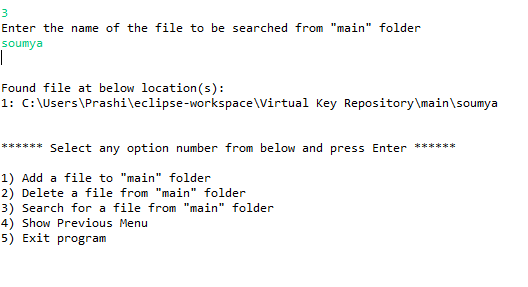 3
Enter the name of the file to be searched from "main" folder
soumya
Found file at below location(s):
1: C:\Users\Prashi\eclipse-workspace\Virtual Key Repository\main\soumya
****** Select any option number from below and press Enter ******
1) Add a file to "main" folder
2) Delete a file from "main" folder
3) Search for a file from "main" folder
4) Show Previous Menu
5) Exit program